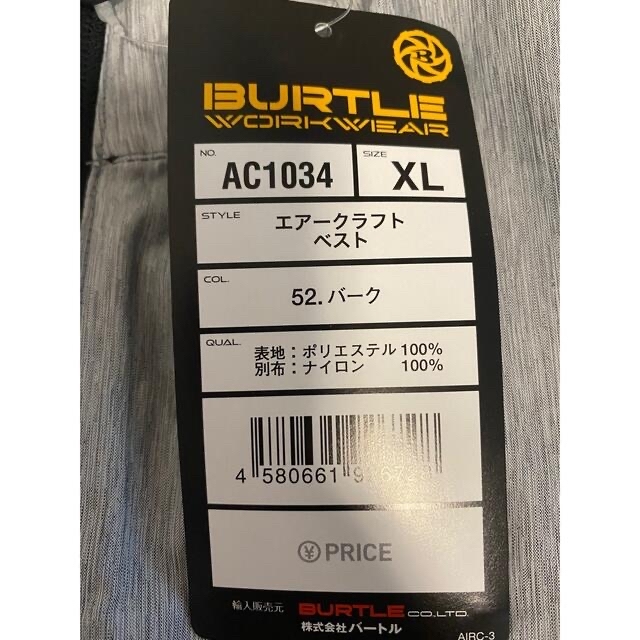 B
BURTLE
WORKWEAR
NO. AC1034 SIZE XL
STYLE エアークラフト
ベスト
COL. 52.バーク
QUAL. 表地:ポリエステル 100%
別布:ナイロン 100%
4 580661
¥ PRICE
輸入販売元 BURTLE CO.,LTD.
株式会社バートル
AIRC-3